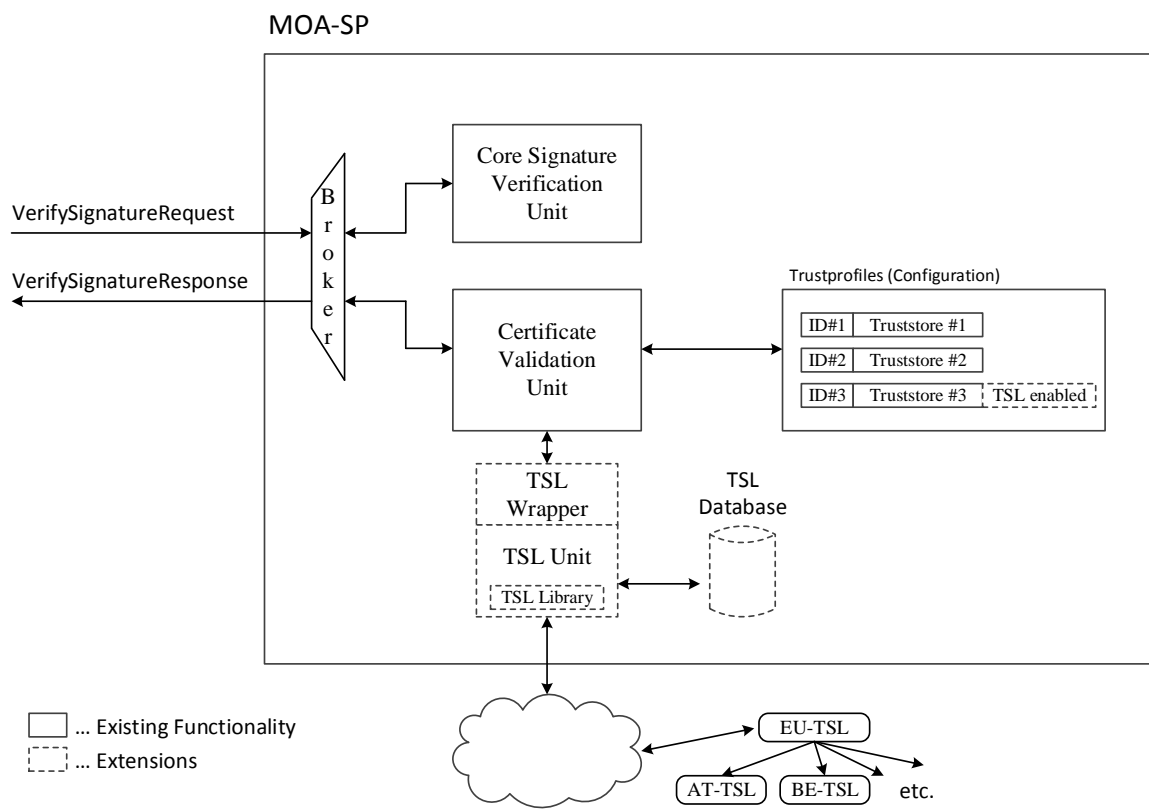 MOA-SP
Core Signature
Verification
Unit
Broker
VerifySignatureRequest
VerifySignatureResponse
Certificate
Validation
Unit
Trustprofiles (Configuration)
ID#1 Truststore #1
ID#2 Truststore #2
ID#3 Truststore #3 TSL enabled
TSL
Wrapper
TSL Unit
TSL Library
TSL
Database
... Existing Functionality
... Extensions
EU-TSL
AT-TSL BE-TSL etc.